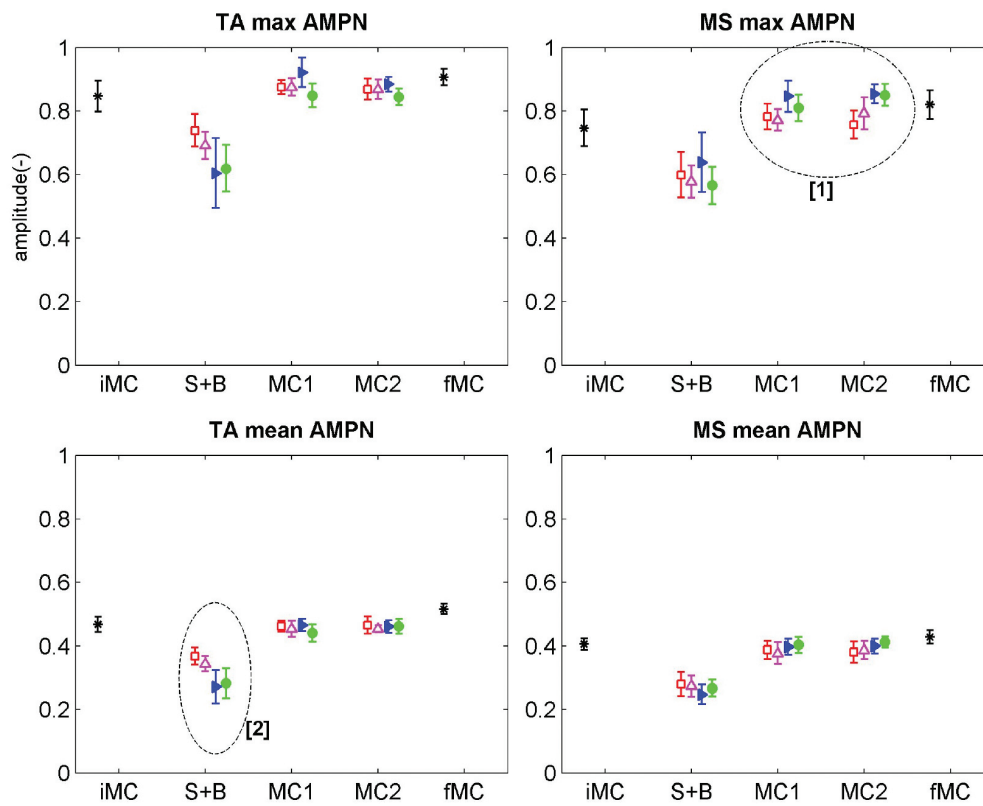 TA max AMPN
amplitude(-)
1
0.8
0.6
0.4
0.2
0
iMC S+B MC1 MC2 fMC
MS max AMPN
1
0.8
0.6
0.4
0.2
0
[1]
iMC S+B MC1 MC2 fMC
TA mean AMPN
1
0.8
0.6
0.4
0.2
0
[2]
iMC S+B MC1 MC2 fMC
MS mean AMPN
1
0.8
0.6
0.4
0.2
0
iMC S+B MC1 MC2 fMC